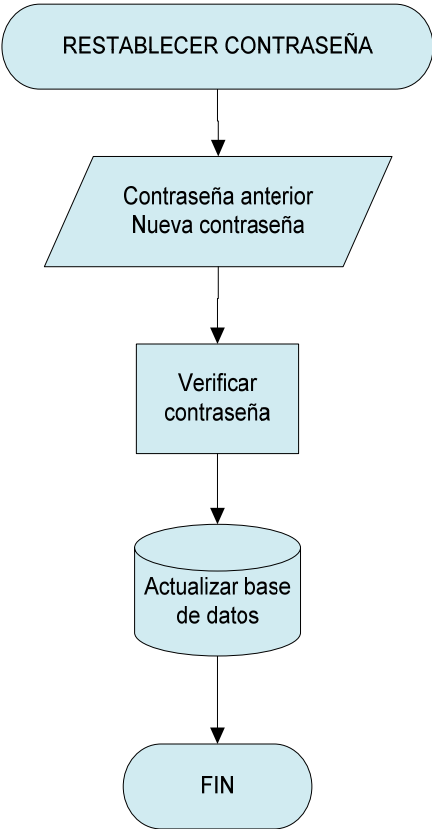 RESTABLECER CONTRASEÑA
Contraseña anterior
Nueva contraseña
Verificar
contraseña
Actualizar base
de datos
FIN